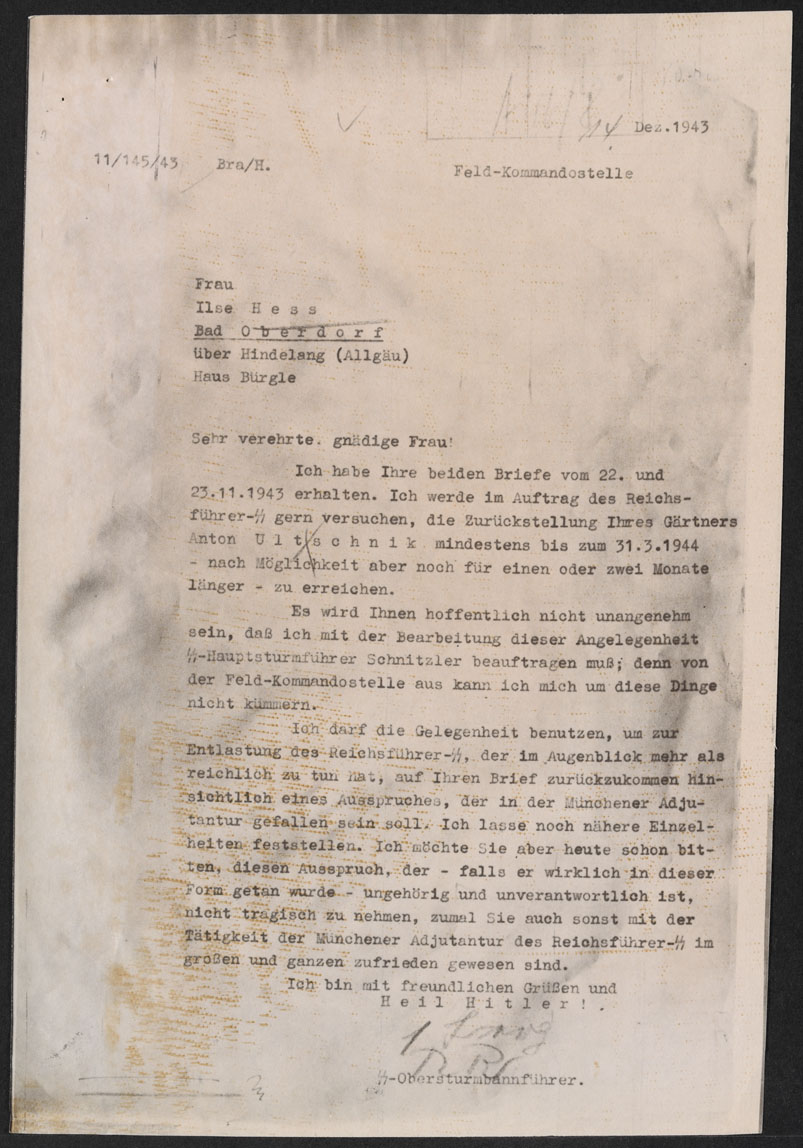 Dez.1943
11/145/43 Bra/H.
Feld-Kommandostelle
Frau
Ilse H e s s
Bad O b e r d o r f
über Hindelang (Allgäu)
Haus Bürgle
Sehr verehrte. gnädige Frau!
Ich habe Ihre beiden Briefe vom 22. und
23.11.1943 erhalten. Ich werde im Auftrag des Reichs-
führer-ᛋᛋ gern versuchen, die Zurückstellung Ihres Gärtners
Anton U l t s c h n i k mindestens bis zum 31.3.1944
- nach Möglichkeit aber noch für einen oder zwei Monate
länger - zu erreichen.
Es wird Ihnen hoffentlich nicht unangenehm
sein, daß ich mit der Bearbeitung dieser Angelegenheit
ᛋᛋ-Hauptsturmführer Schnitzler beauftragen muß; denn von
der Feld-Kommandostelle aus kann ich mich um diese Dinge
nicht kümmern.
Ich darf die Gelegenheit benutzen, um zur
Entlastung des Reichsführer-ᛋᛋ, der im Augenblick mehr als
reichlich zu tun hat, auf Ihren Brief zurückzukommen hin-
sichtlich eines Ausspruches, der in der Münchener Adju-
tantur gefallen sein soll. Ich lasse noch nähere Einzel-
heiten feststellen. Ich möchte Sie aber heute schon bit-
ten, diesen Ausspruch, der - falls er wirklich in dieser
Form getan wurde - ungehörig und unverantwortlich ist,
nicht tragisch zu nehmen, zumal Sie auch sonst mit der
Tätigkeit der Münchener Adjutantur des Reichsführer-ᛋᛋ im
großen und ganzen zufrieden gewesen sind.
Ich bin mit freundlichen Grüßen und
H e i l H i t l e r ! .
ᛋᛋ-Obersturmbannführer.